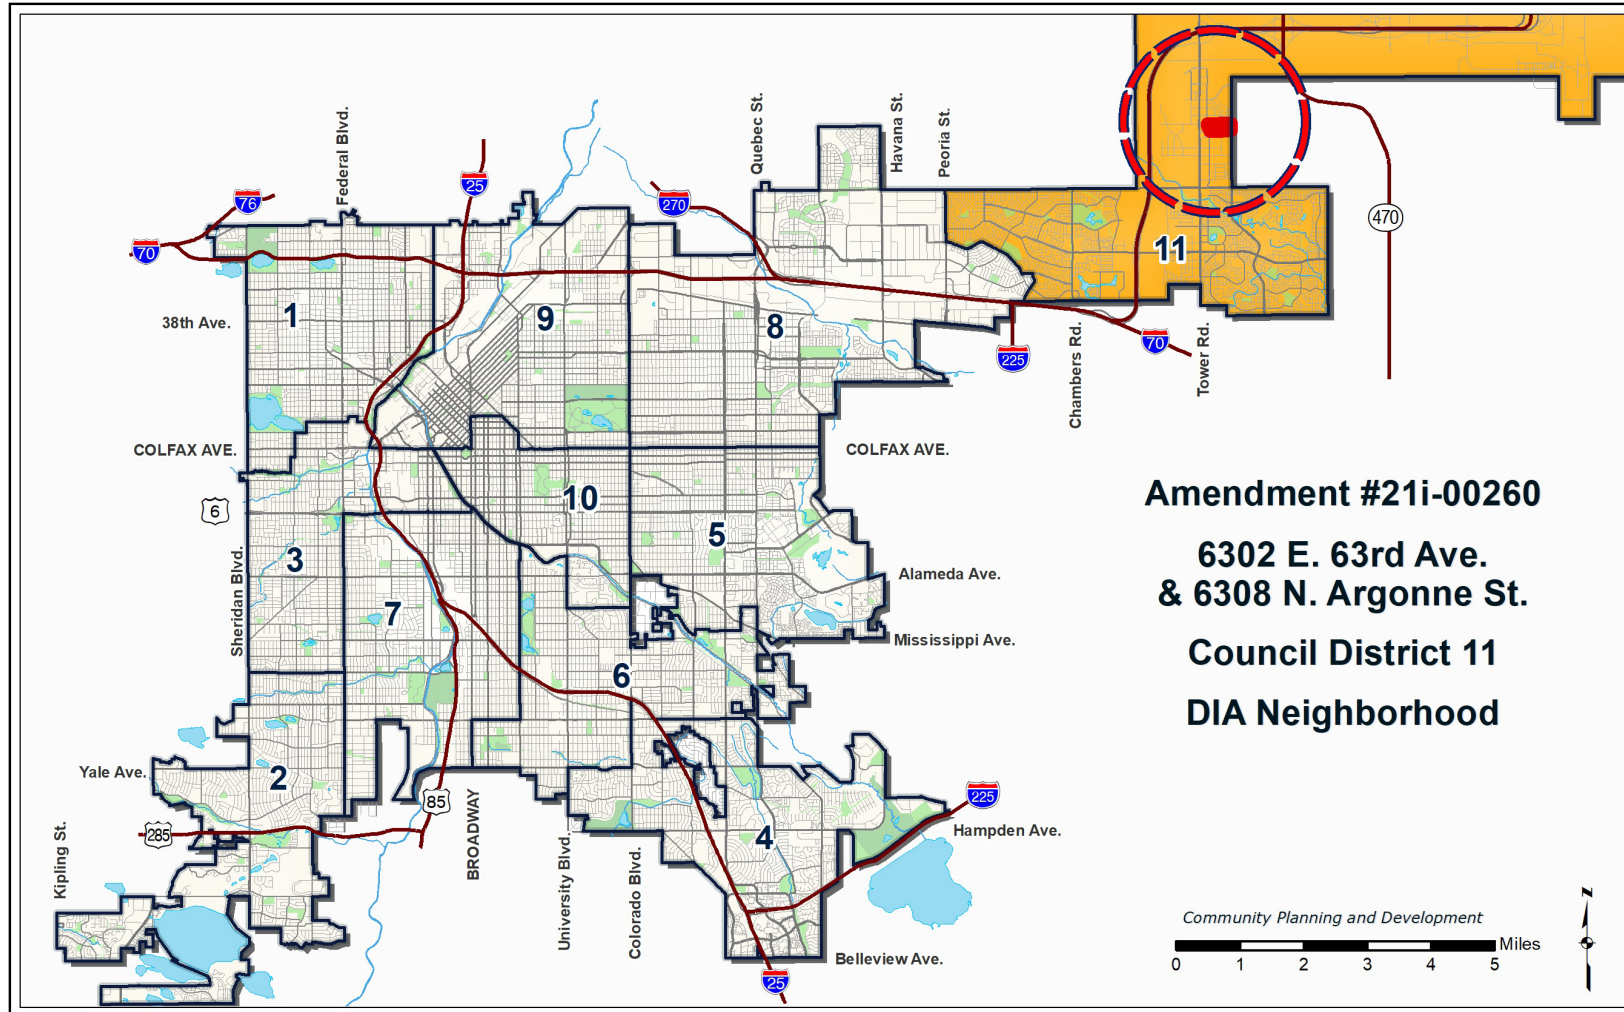 Federal Blvd.
Quebec St.
Havana St.
Peoria St.
76
25
270
70
470
11
1
9
8
38th Ave.
225
70
Chambers Rd.
Tower Rd.
COLFAX AVE.
COLFAX AVE.
6
10
5
3
Sheridan Blvd.
7
Alameda Ave.
Mississippi Ave.
6
Amendment #21i-00260
6302 E. 63rd Ave.
& 6308 N. Argonne St.
Council District 11
DIA Neighborhood
Yale Ave.
2
85
285
BROADWAY
225
Hampden Ave.
4
Kipling St.
University Blvd.
Colorado Blvd.
Belleview Ave.
25
Community Planning and Development
Miles
0 1 2 3 4 5
N